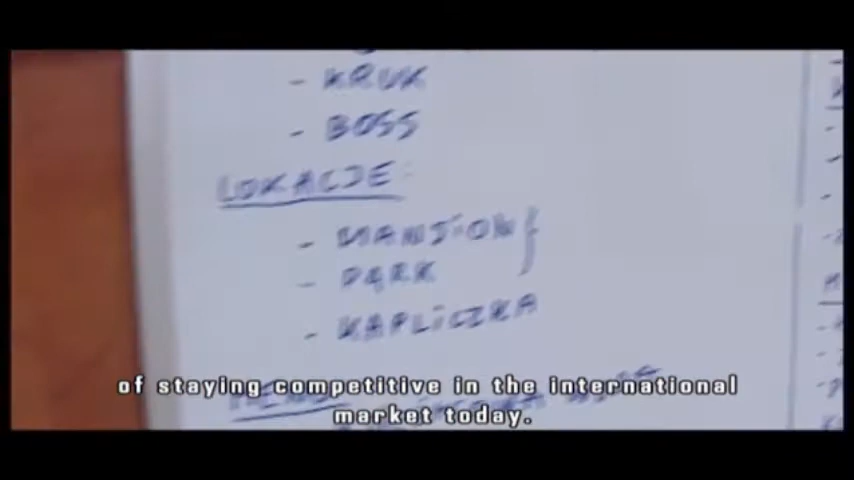 - KRUK
- BOSS
LOKACJE:
- MANSION }
- PARK
- KAPLICZKA
of staying competitive in the international
market today.